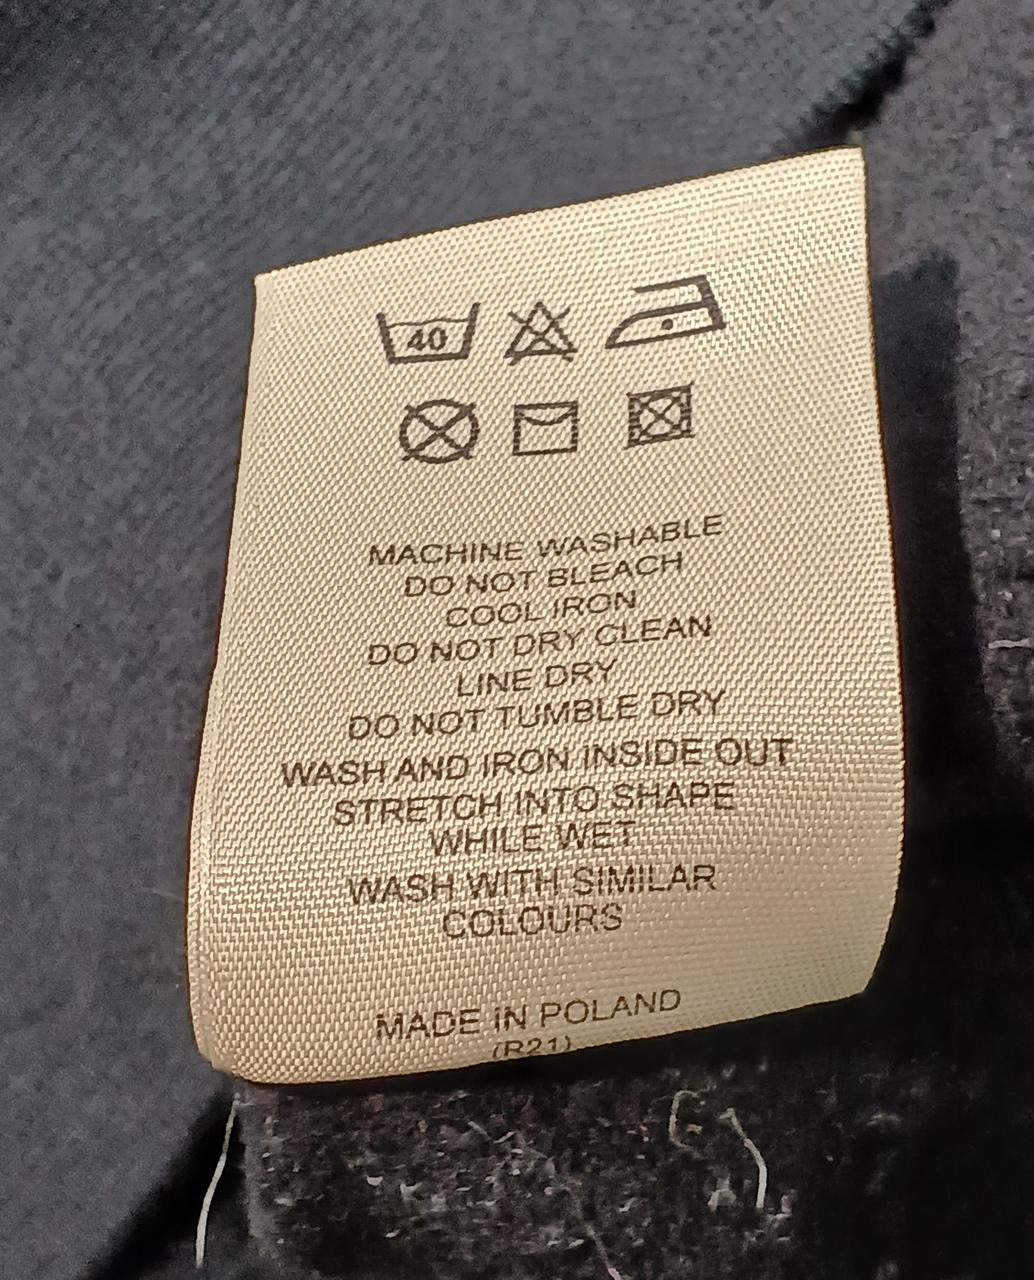 40
MACHINE WASHABLE
DO NOT BLEACH
COOL IRON
DO NOT DRY CLEAN
LINE DRY
DO NOT TUMBLE DRY
WASH AND IRON INSIDE OUT
STRETCH INTO SHAPE
WHILE WET
WASH WITH SIMILAR
COLOURS
MADE IN POLAND
(R21)